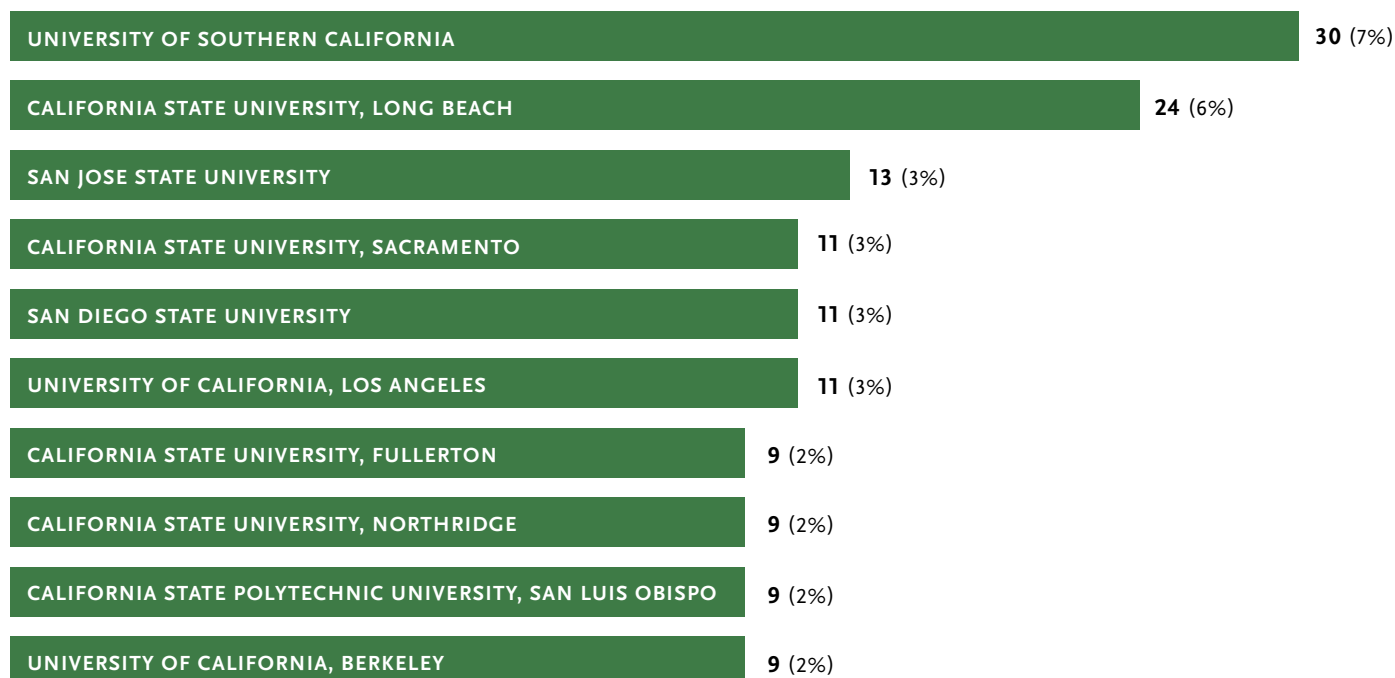 UNIVERSITY OF SOUTHERN CALIFORNIA 30 (7%)
CALIFORNIA STATE UNIVERSITY, LONG BEACH 24 (6%)
SAN JOSE STATE UNIVERSITY 13 (3%)
CALIFORNIA STATE UNIVERSITY, SACRAMENTO 11 (3%)
SAN DIEGO STATE UNIVERSITY 11 (3%)
UNIVERSITY OF CALIFORNIA, LOS ANGELES 11 (3%)
CALIFORNIA STATE UNIVERSITY, FULLERTON 9 (2%)
CALIFORNIA STATE UNIVERSITY, NORTHRIDGE 9 (2%)
CALIFORNIA STATE POLYTECHNIC UNIVERSITY, SAN LUIS OBISPO 9 (2%)
UNIVERSITY OF CALIFORNIA, BERKELEY 9 (2%)